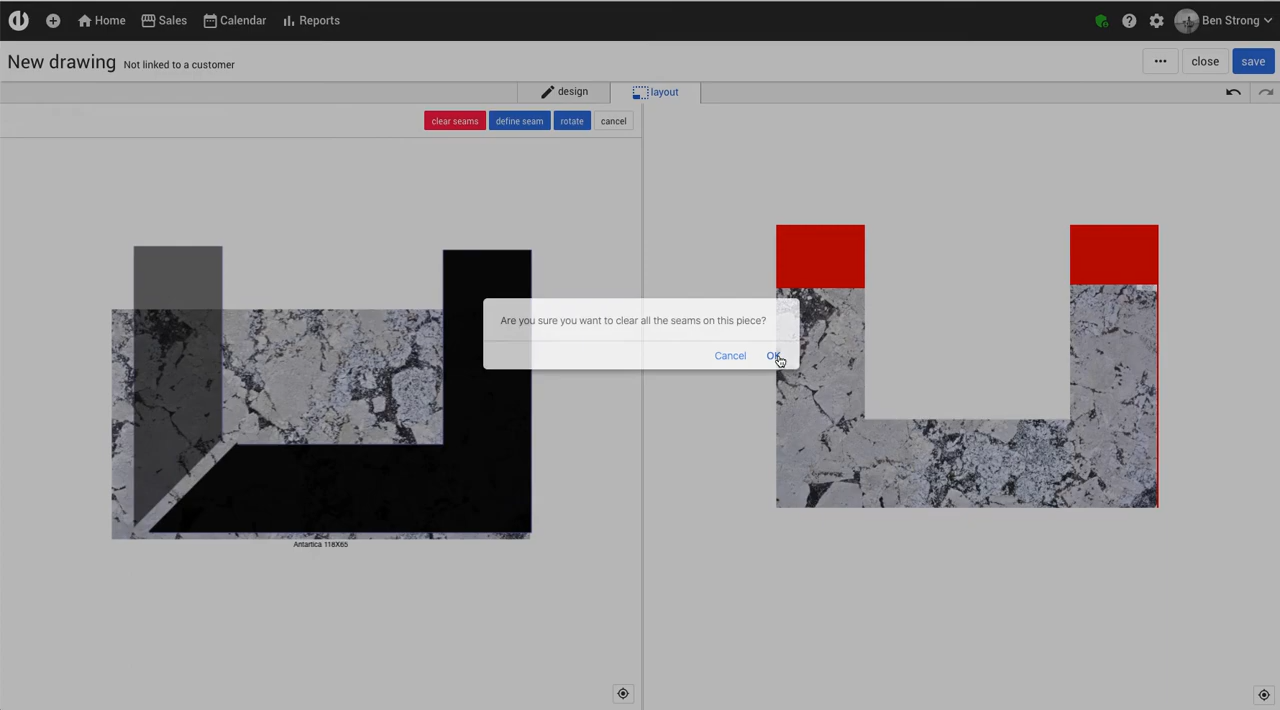 Home Sales Calendar Reports Ben Strong
New drawing Not linked to a customer ... close save
design layout
clear seams define seam rotate cancel
Are you sure you want to clear all the seams on this piece?
Cancel OK
Antartica 118X65